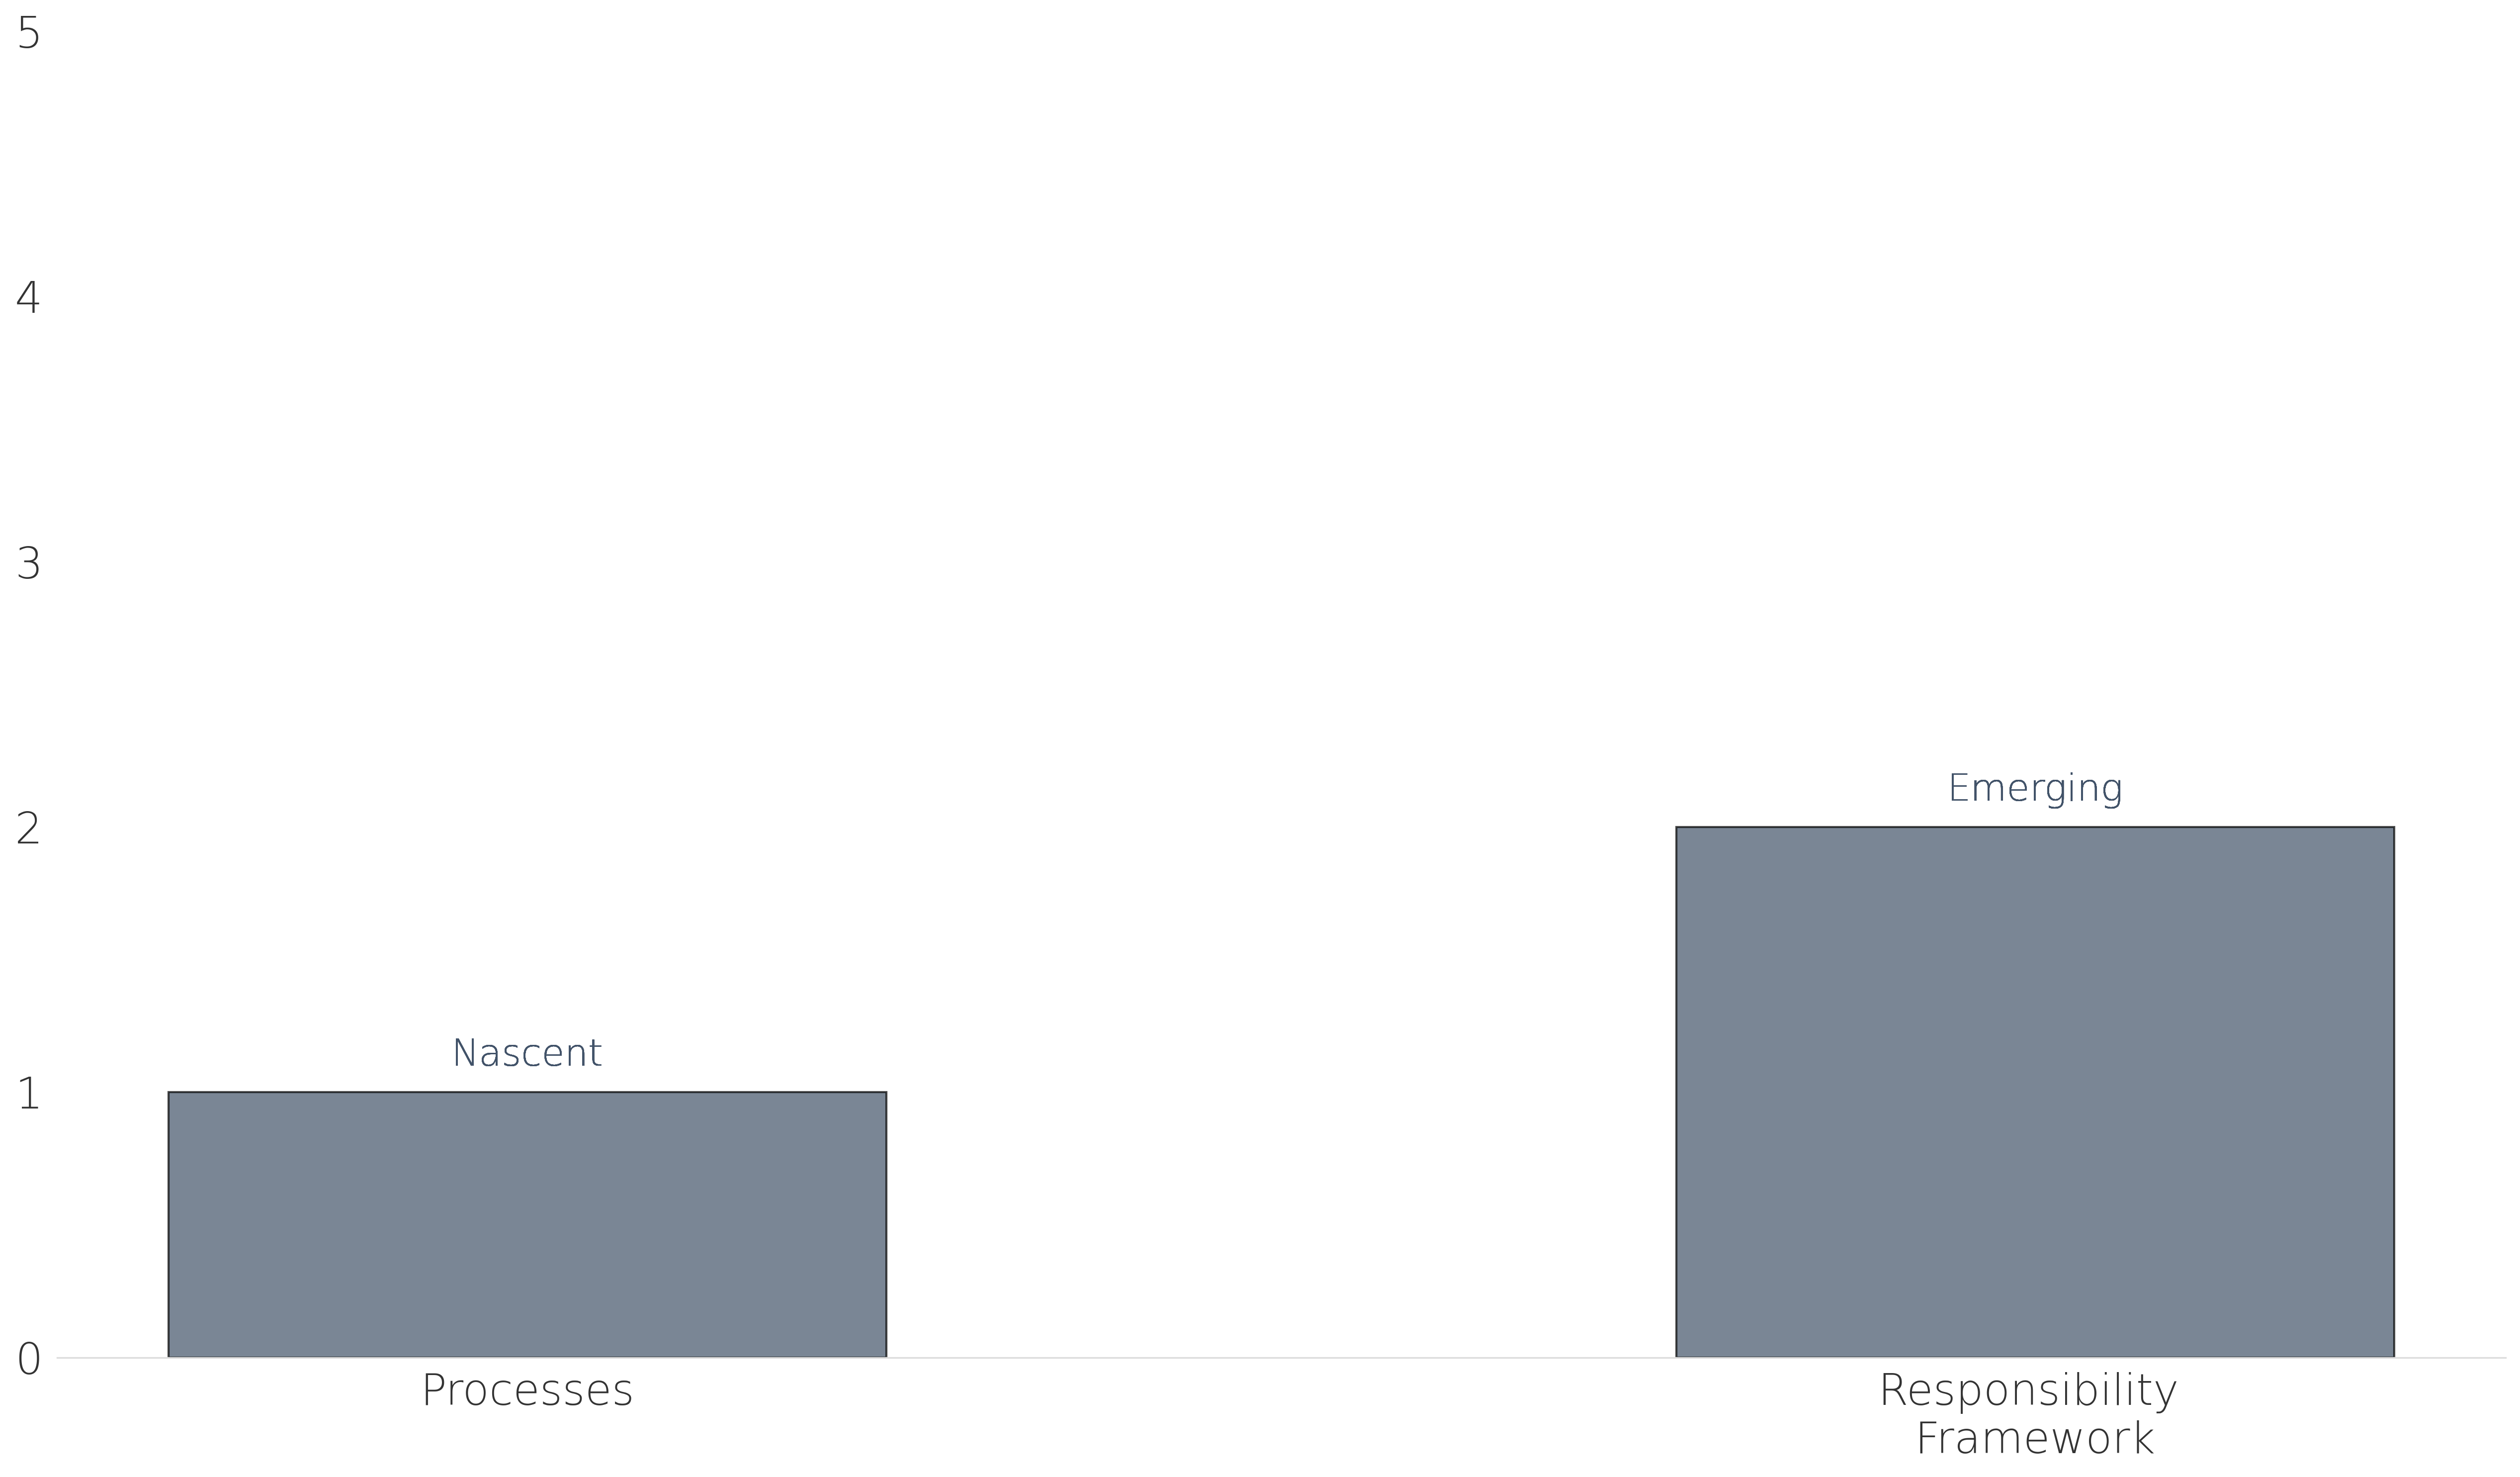 5
4
3
2
1
0
Emerging
Nascent
Processes
Responsibility
Framework